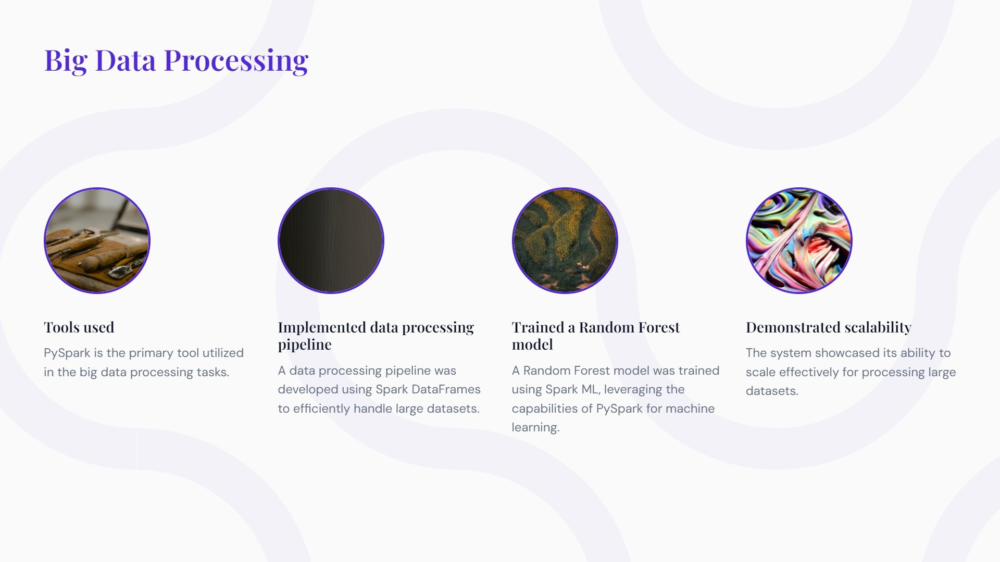 Big Data Processing
Tools used
PySpark is the primary tool utilized
in the big data processing tasks.
Implemented data processing
pipeline
A data processing pipeline was
developed using Spark DataFrames
to efficiently handle large datasets.
Trained a Random Forest
model
A Random Forest model was trained
using Spark ML, leveraging the
capabilities of PySpark for machine
learning.
Demonstrated scalability
The system showcased its ability to
scale effectively for processing large
datasets.